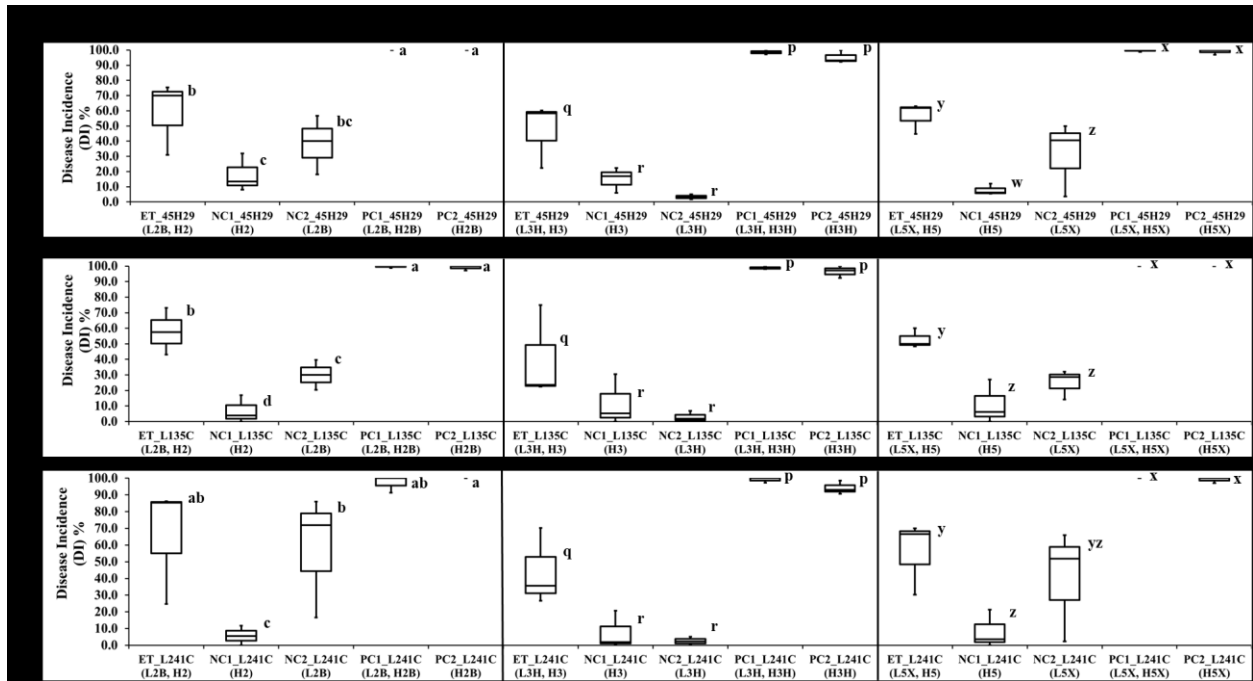 100.0 - a - a p p x x
90.0
80.0
70.0 b
60.0 q y
50.0 bc z
40.0
30.0 c
20.0 r
10.0 r w
0.0
Disease Incidence
(DI) %
ET_45H29 NC1_45H29 NC2_45H29 PC1_45H29 PC2_45H29 ET_45H29 NC1_45H29 NC2_45H29 PC1_45H29 PC2_45H29 ET_45H29 NC1_45H29 NC2_45H29 PC1_45H29 PC2_45H29
(L2B, H2) (H2) (L2B) (L2B, H2B) (H2B) (L3H, H3) (H3) (L3H) (L3H, H3H) (H3H) (L5X, H5) (H5) (L5X) (L5X, H5X) (H5X)
100.0 a a p p - x - x
90.0
80.0
70.0 b
60.0 y
50.0 q
40.0 c
30.0 z
20.0 r z
10.0 d r
0.0
Disease Incidence
(DI) %
ET_L135C NC1_L135C NC2_L135C PC1_L135C PC2_L135C ET_L135C NC1_L135C NC2_L135C PC1_L135C PC2_L135C ET_L135C NC1_L135C NC2_L135C PC1_L135C PC2_L135C
(L2B, H2) (H2) (L2B) (L2B, H2B) (H2B) (L3H, H3) (H3) (L3H) (L3H, H3H) (H3H) (L5X, H5) (H5) (L5X) (L5X, H5X) (H5X)
100.0 ab - a p p - x x
90.0 ab
80.0 b
70.0 y
60.0 q
50.0 yz
40.0
30.0
20.0
10.0 c r r z
0.0
Disease Incidence
(DI) %
ET_L241C NC1_L241C NC2_L241C PC1_L241C PC2_L241C ET_L241C NC1_L241C NC2_L241C PC1_L241C PC2_L241C ET_L241C NC1_L241C NC2_L241C PC1_L241C PC2_L241C
(L2B, H2) (H2) (L2B) (L2B, H2B) (H2B) (L3H, H3) (H3) (L3H) (L3H, H3H) (H3H) (L5X, H5) (H5) (L5X) (L5X, H5X) (H5X)